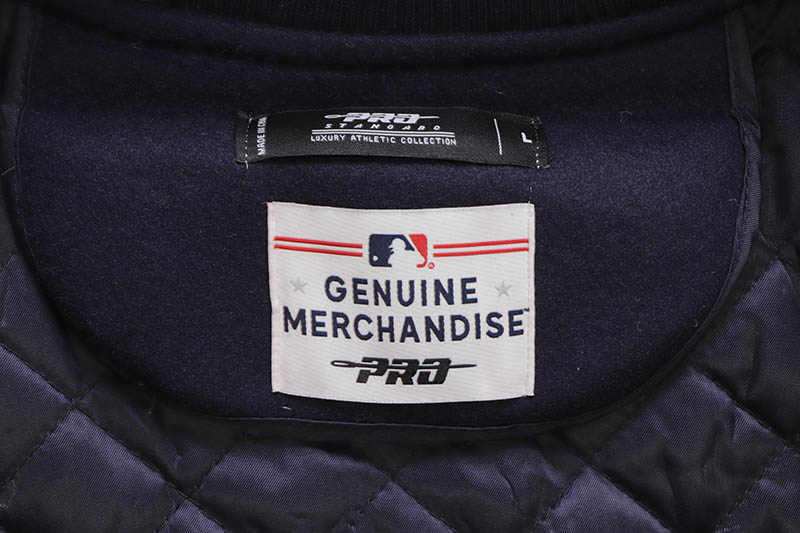 MADE IN CHINA
PRO
STANDARD
LUXURY ATHLETIC COLLECTION
L
GENUINE
MERCHANDISE™
PRO